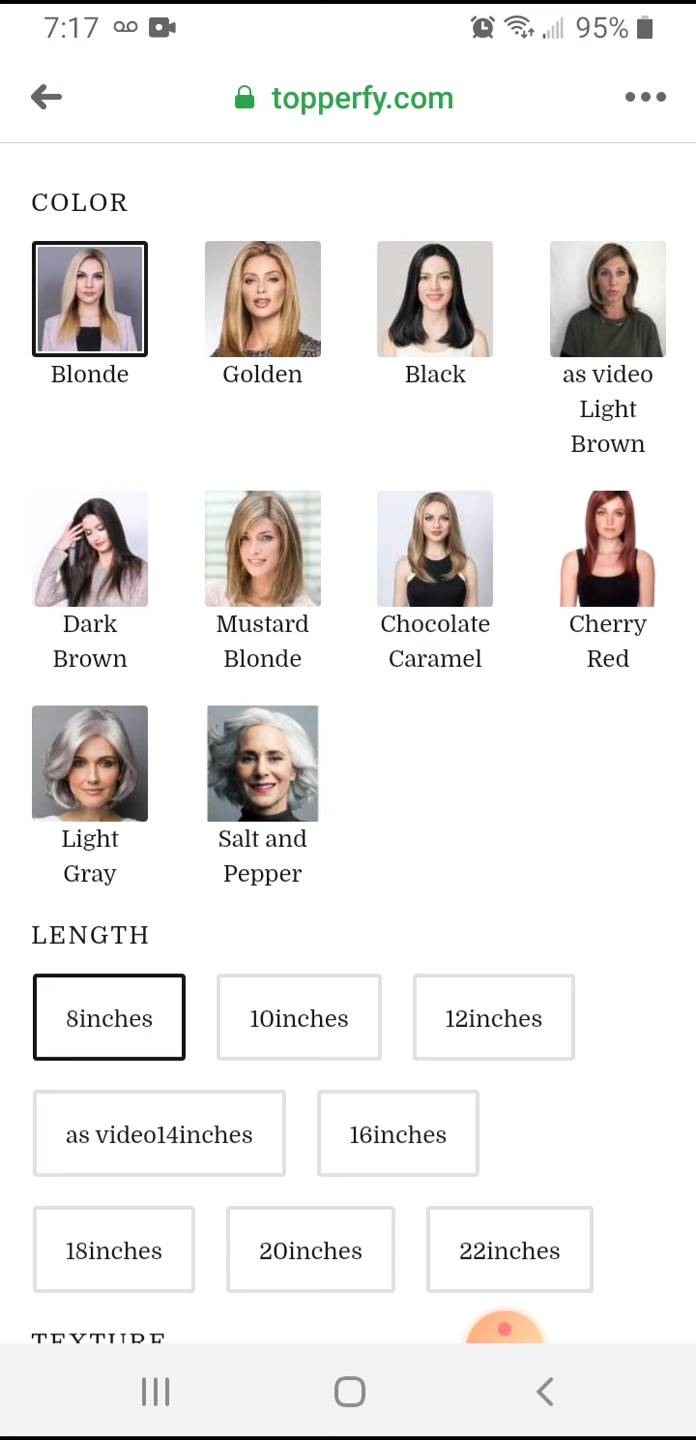 7:17 95%
topperfy.com
COLOR
Blonde Golden Black as video
Light
Brown
Dark Mustard Chocolate Cherry
Brown Blonde Caramel Red
Light Salt and
Gray Pepper
LENGTH
8inches 10inches 12inches
as video14inches 16inches
18inches 20inches 22inches
TEXTURE